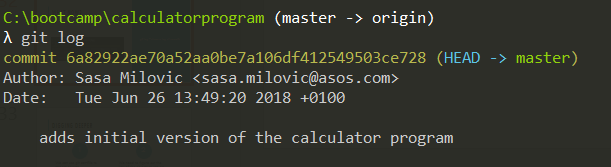 C:\bootcamp\calculatorprogram (master -> origin)
λ git log
commit 6a82922ae70a52aa0be7a106df412549503ce728 (HEAD -> master)
Author: Sasa Milovic <sasa.milovic@asos.com>
Date:   Tue Jun 26 13:49:20 2018 +0100
    adds initial version of the calculator program